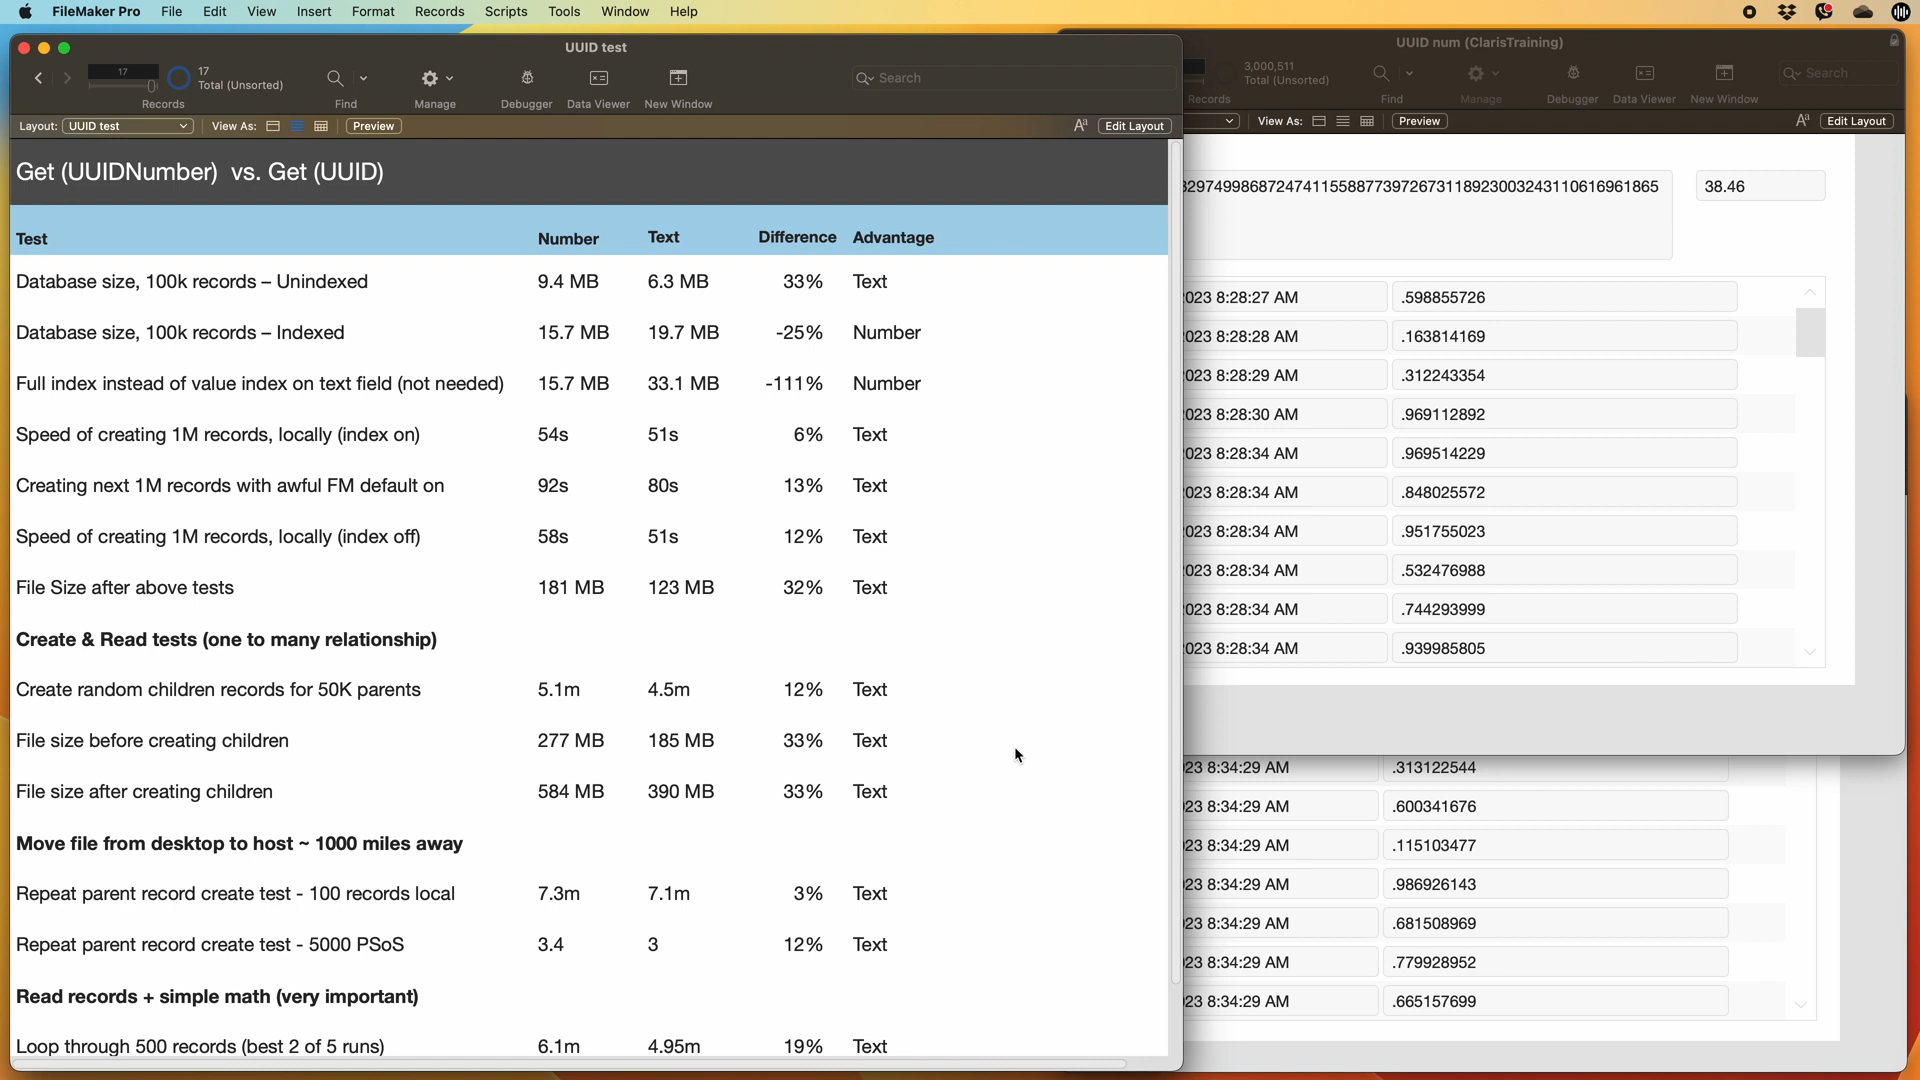 FileMaker Pro File Edit View Insert Format Records Scripts Tools Window Help
UUID test
17
17
Total (Unsorted)
Records
Find
Manage
Debugger
Data Viewer
New Window
Search
Layout: UUID test View As: Preview Aa Edit Layout
Get (UUIDNumber) vs. Get (UUID)
Test Number Text Difference Advantage
Database size, 100k records – Unindexed 9.4 MB 6.3 MB 33% Text
Database size, 100k records – Indexed 15.7 MB 19.7 MB -25% Number
Full index instead of value index on text field (not needed) 15.7 MB 33.1 MB -111% Number
Speed of creating 1M records, locally (index on) 54s 51s 6% Text
Creating next 1M records with awful FM default on 92s 80s 13% Text
Speed of creating 1M records, locally (index off) 58s 51s 12% Text
File Size after above tests 181 MB 123 MB 32% Text
Create & Read tests (one to many relationship)
Create random children records for 50K parents 5.1m 4.5m 12% Text
File size before creating children 277 MB 185 MB 33% Text
File size after creating children 584 MB 390 MB 33% Text
Move file from desktop to host ~ 1000 miles away
Repeat parent record create test - 100 records local 7.3m 7.1m 3% Text
Repeat parent record create test - 5000 PSoS 3.4 3 12% Text
Read records + simple math (very important)
Loop through 500 records (best 2 of 5 runs) 6.1m 4.95m 19% Text
UUID num (ClarisTraining)
3,000,511
Total (Unsorted)
Records
Find
Manage
Debugger
Data Viewer
New Window
Search
View As: Preview Aa Edit Layout
32974998687247411558877397267311892300324311061696186­5 38.46
023 8:28:27 AM .598855726
023 8:28:28 AM .163814169
023 8:28:29 AM .312243354
023 8:28:30 AM .969112892
023 8:28:34 AM .969514229
023 8:28:34 AM .848025572
023 8:28:34 AM .951755023
023 8:28:34 AM .532476988
023 8:28:34 AM .744293999
023 8:28:34 AM .939985805
23 8:34:29 AM .313122544
23 8:34:29 AM .600341676
23 8:34:29 AM .115103477
23 8:34:29 AM .986926143
23 8:34:29 AM .681508969
23 8:34:29 AM .779928952
23 8:34:29 AM .665157699